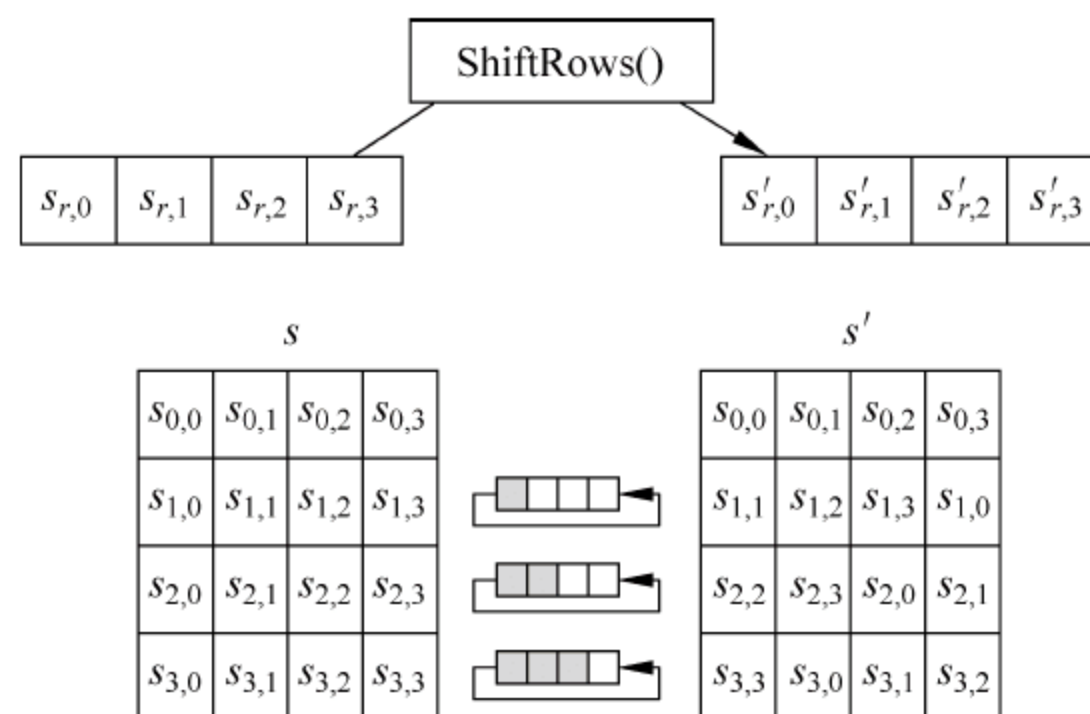 ShiftRows()
s_{r,0} s_{r,1} s_{r,2} s_{r,3} s'_{r,0} s'_{r,1} s'_{r,2} s'_{r,3}
s s'
s_{0,0} s_{0,1} s_{0,2} s_{0,3} s_{0,0} s_{0,1} s_{0,2} s_{0,3}
s_{1,0} s_{1,1} s_{1,2} s_{1,3} s_{1,1} s_{1,2} s_{1,3} s_{1,0}
s_{2,0} s_{2,1} s_{2,2} s_{2,3} s_{2,2} s_{2,3} s_{2,0} s_{2,1}
s_{3,0} s_{3,1} s_{3,2} s_{3,3} s_{3,3} s_{3,0} s_{3,1} s_{3,2}